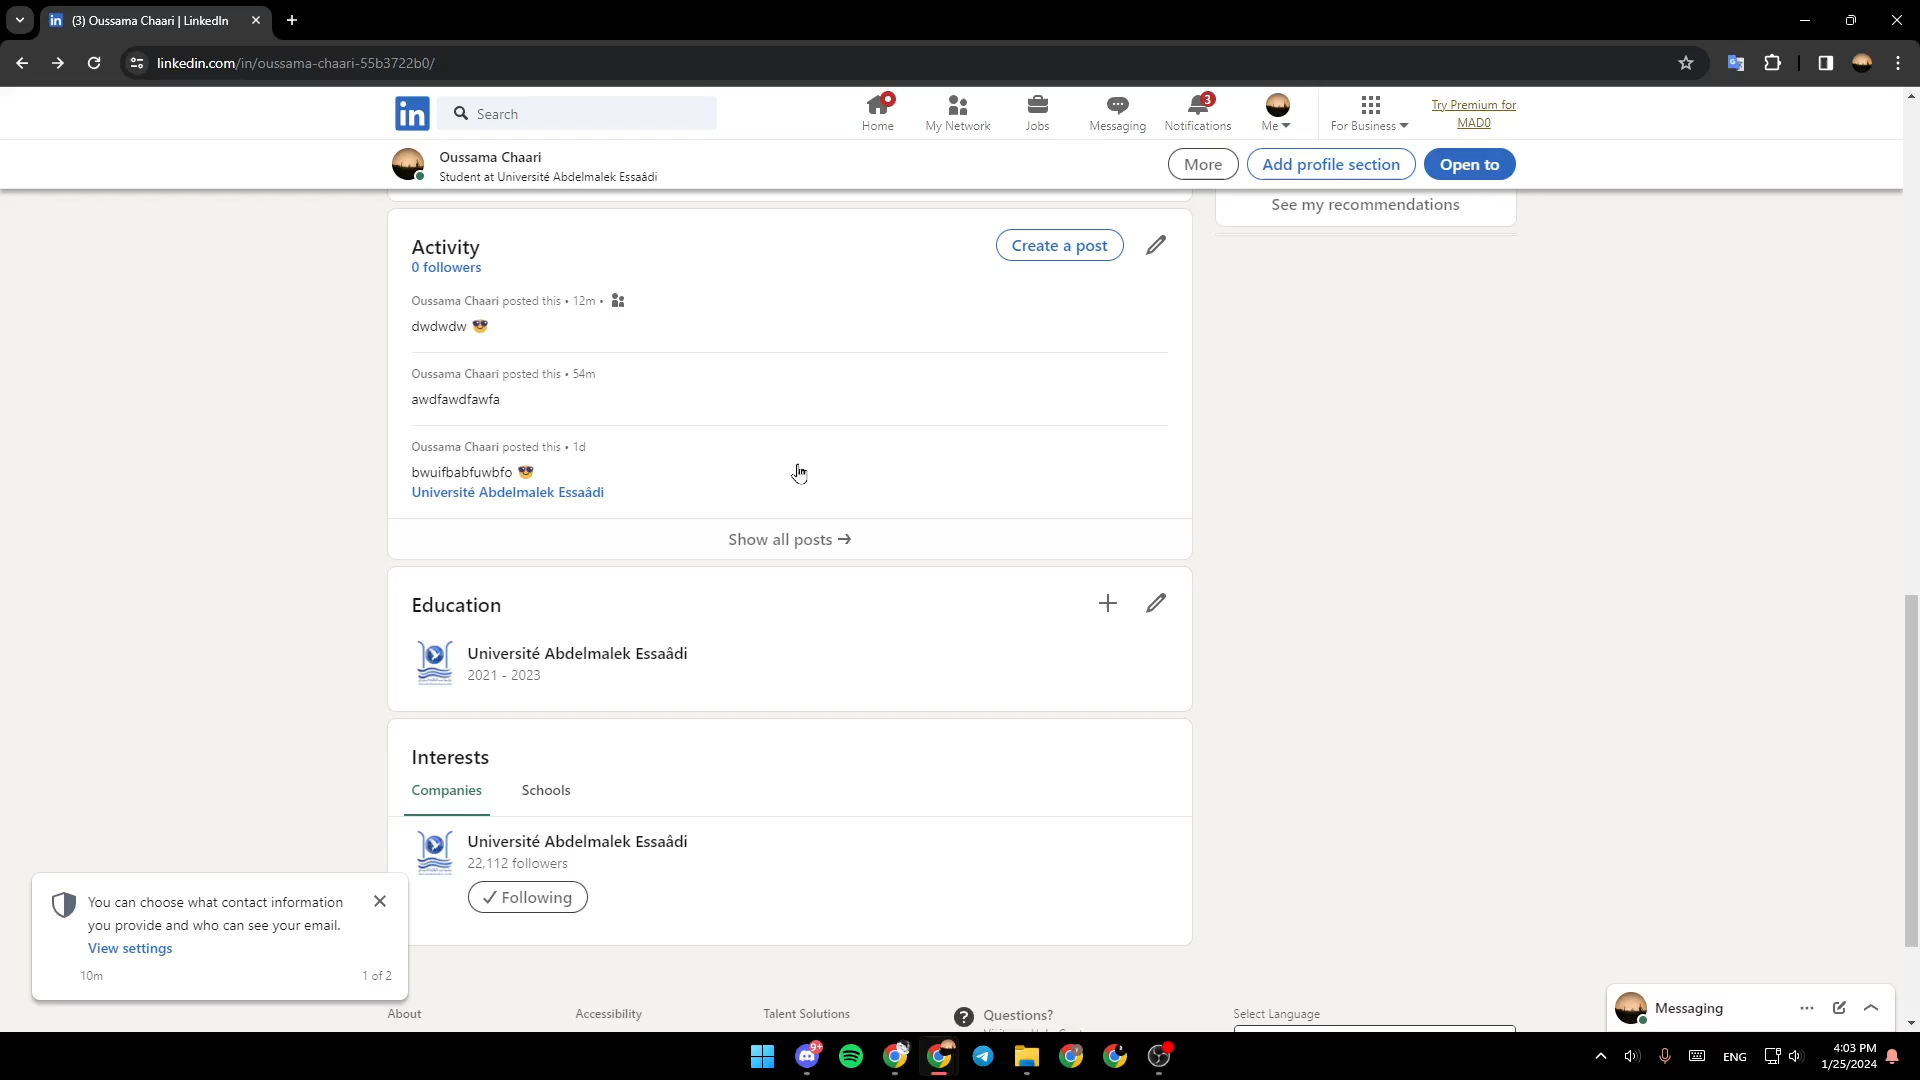 (3) Oussama Chaari | LinkedIn
linkedin.com/in/oussama-chaari-55b3722b0/
in
Search
Home
My Network
Jobs
Messaging
3
Notifications
Me
For Business
Try Premium for
MAD0
Oussama Chaari
Student at Université Abdelmalek Essaâdi
More
Add profile section
Open to
See my recommendations
Activity
0 followers
Create a post
Oussama Chaari posted this • 12m •
dwdwdw 😎
Oussama Chaari posted this • 54m
awdfawdfawfa
Oussama Chaari posted this • 1d
bwuifbabfuwbfo 😎
Université Abdelmalek Essaâdi
Show all posts →
Education
Université Abdelmalek Essaâdi
2021 - 2023
Interests
Companies
Schools
Université Abdelmalek Essaâdi
22,112 followers
✓ Following
You can choose what contact information
you provide and who can see your email.
View settings
10m
1 of 2
About
Accessibility
Talent Solutions
Questions?
Select Language
Messaging
9+
ENG
4:03 PM
1/25/2024